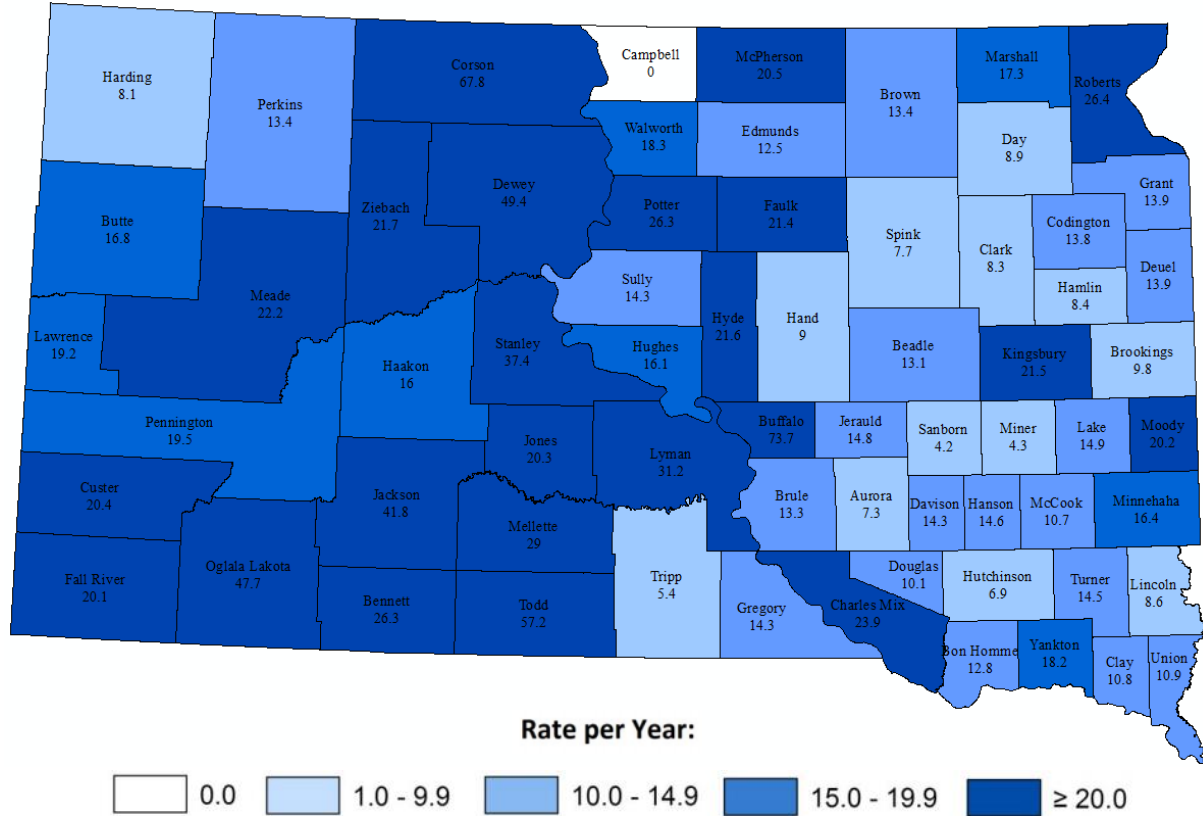 Harding
8.1
Perkins
13.4
Corson
67.8
Campbell
0
McPherson
20.5
Brown
13.4
Marshall
17.3
Roberts
26.4
Walworth
18.3
Edmunds
12.5
Day
8.9
Butte
16.8
Ziebach
21.7
Dewey
49.4
Potter
26.3
Faulk
21.4
Spink
7.7
Clark
8.3
Codington
13.8
Grant
13.9
Meade
22.2
Sully
14.3
Hamlin
8.4
Deuel
13.9
Lawrence
19.2
Haakon
16
Stanley
37.4
Hughes
16.1
Hyde
21.6
Hand
9
Beadle
13.1
Kingsbury
21.5
Brookings
9.8
Pennington
19.5
Jones
20.3
Lyman
31.2
Buffalo
73.7
Jerauld
14.8
Sanborn
4.2
Miner
4.3
Lake
14.9
Moody
20.2
Custer
20.4
Jackson
41.8
Mellette
29
Brule
13.3
Aurora
7.3
Davison
14.3
Hanson
14.6
McCook
10.7
Minnehaha
16.4
Fall River
20.1
Oglala Lakota
47.7
Bennett
26.3
Todd
57.2
Tripp
5.4
Gregory
14.3
Charles Mix
23.9
Douglas
10.1
Hutchinson
6.9
Turner
14.5
Lincoln
8.6
Bon Homme
12.8
Yankton
18.2
Clay
10.8
Union
10.9
Rate per Year:
0.0
1.0 - 9.9
10.0 - 14.9
15.0 - 19.9
≥ 20.0